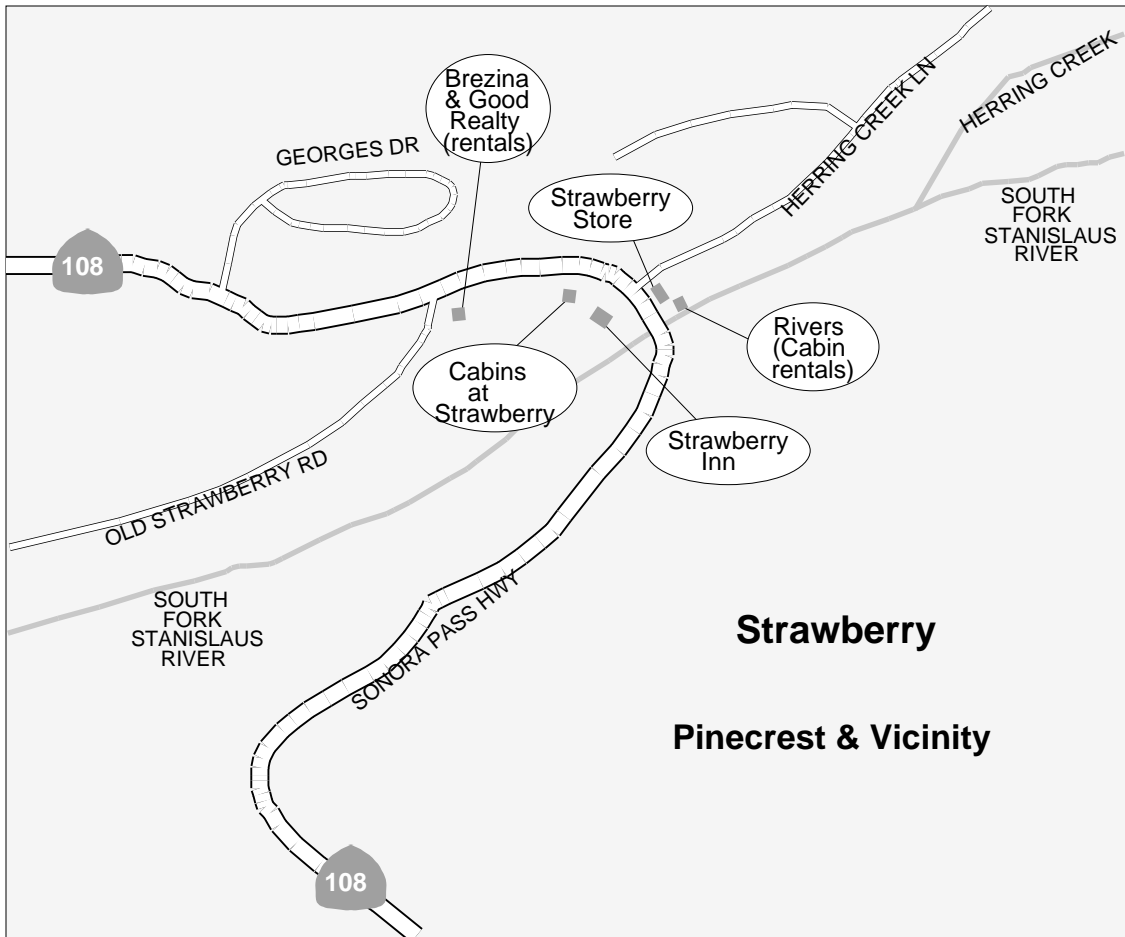 Brezina
& Good
Realty
(rentals)
HERRING CREEK
HERRING CREEK LN
GEORGES DR
Strawberry
Store
SOUTH
FORK
STANISLAUS
RIVER
108
Rivers
(Cabin
rentals)
Cabins
at
Strawberry
Strawberry
Inn
OLD STRAWBERRY RD
SOUTH
FORK
STANISLAUS
RIVER
SONORA PASS HWY
Strawberry
Pinecrest & Vicinity
108